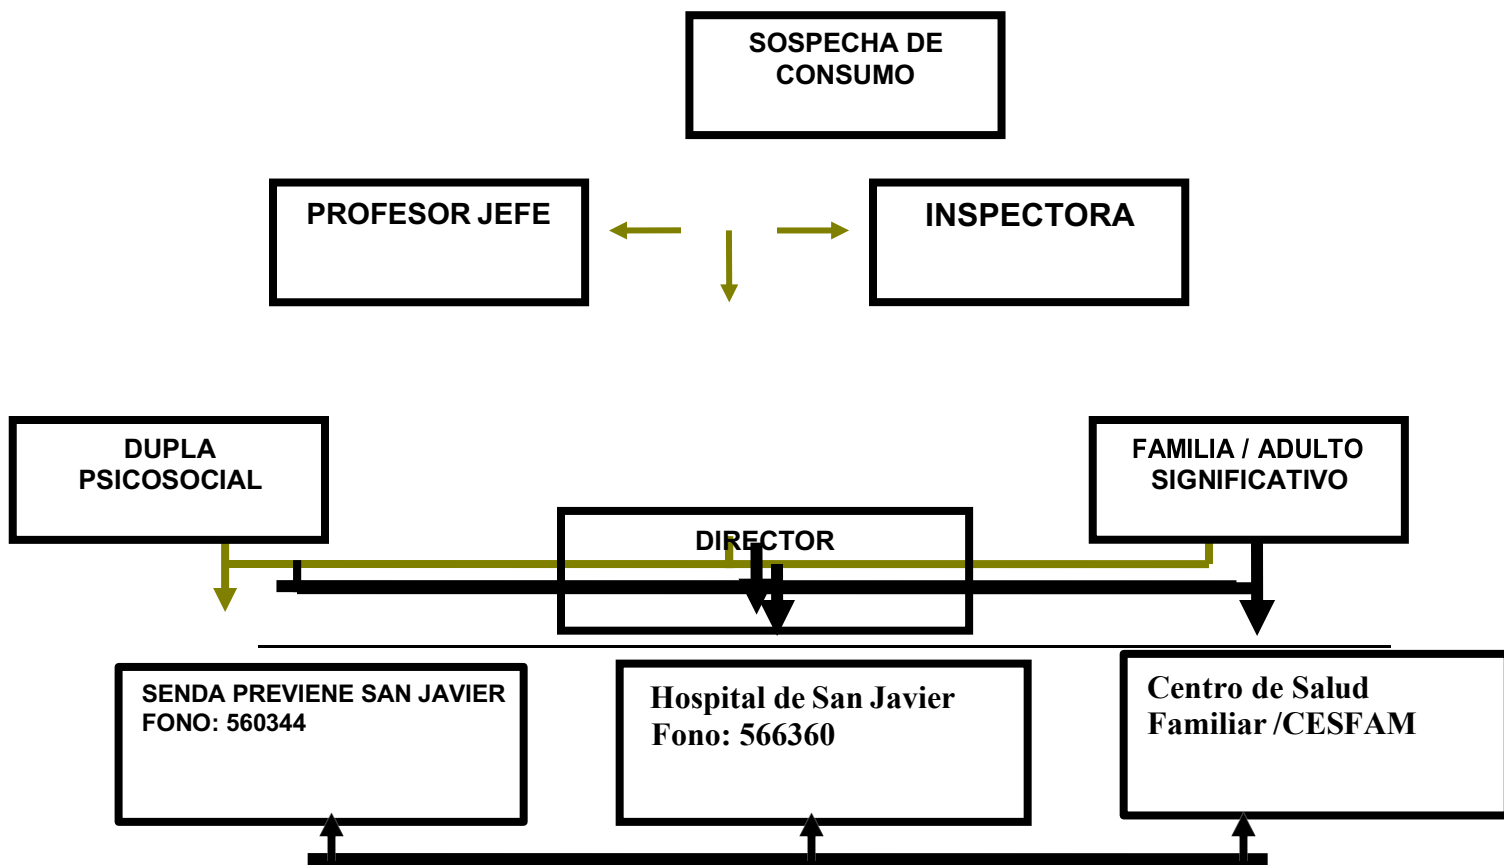 SOSPECHA DE
CONSUMO
PROFESOR JEFE
INSPECTORA
DUPLA
PSICOSOCIAL
FAMILIA / ADULTO
SIGNIFICATIVO
DIRECTOR
SENDA PREVIENE SAN JAVIER
FONO: 560344
Hospital de San Javier
Fono: 566360
Centro de Salud
Familiar /CESFAM